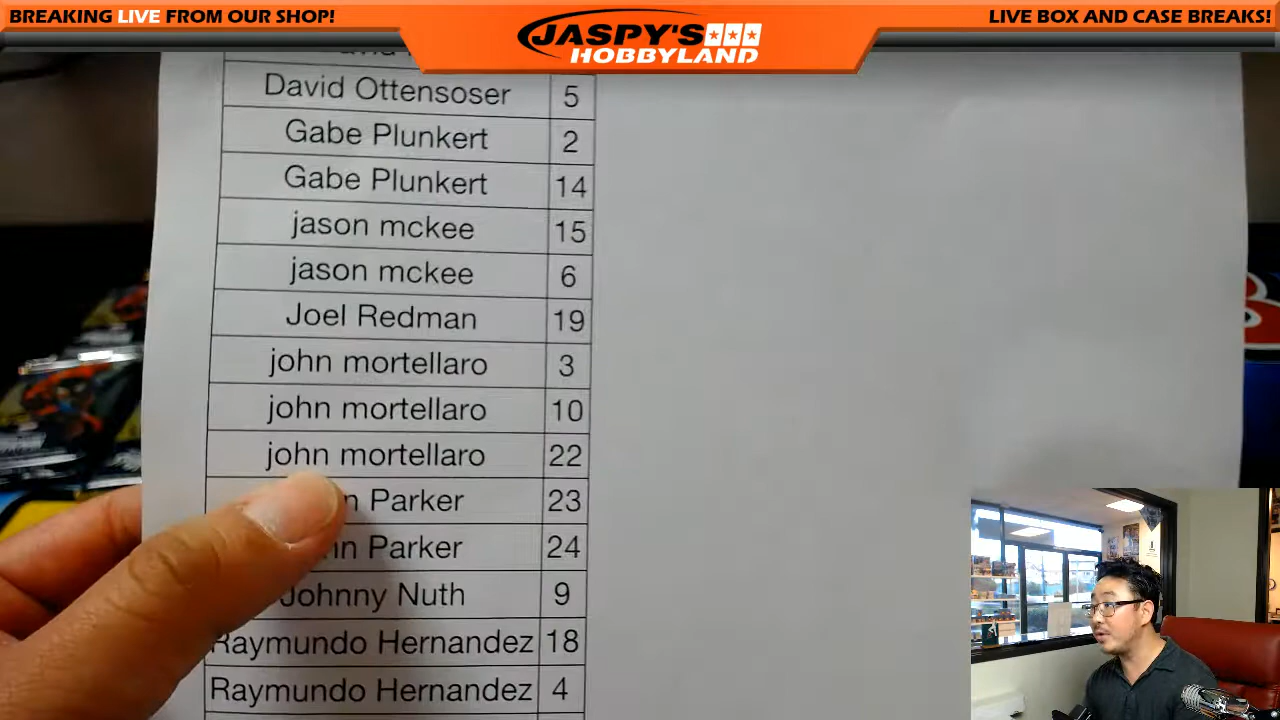 BREAKING LIVE FROM OUR SHOP!
JASPY'S
HOBBYLAND
LIVE BOX AND CASE BREAKS!
David Ottensoser 5
Gabe Plunkert 2
Gabe Plunkert 14
jason mckee 15
jason mckee 6
Joel Redman 19
john mortellaro 3
john mortellaro 10
john mortellaro 22
Parker 23
Parker 24
Johnny Nuth 9
Raymundo Hernandez 18
Raymundo Hernandez 4